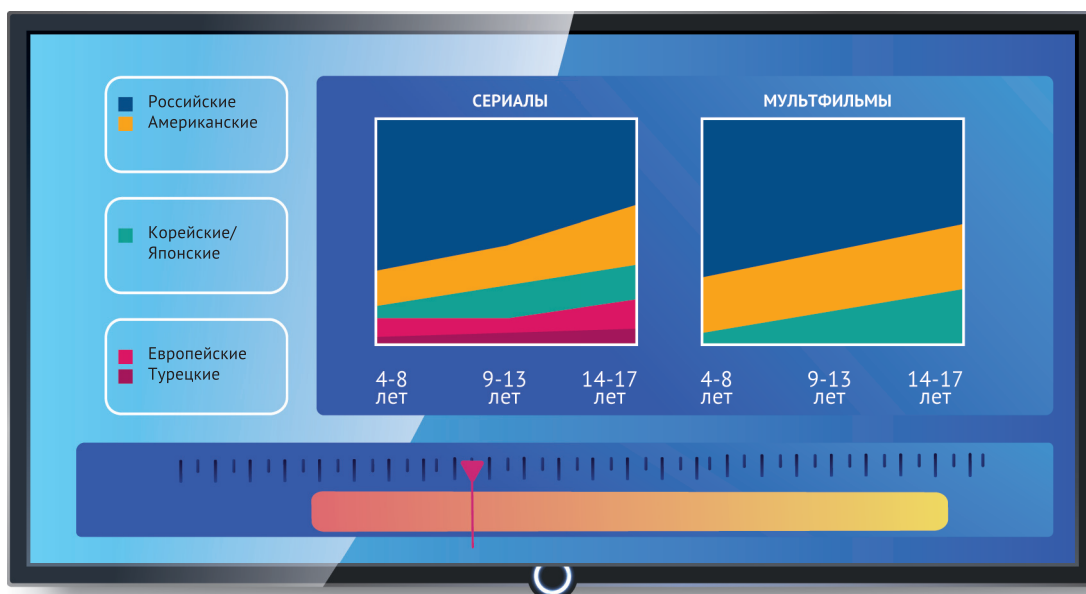 Российские
Американские
Корейские/
Японские
Европейские
Турецкие
СЕРИАЛЫ
МУЛЬТФИЛЬМЫ
4-8 9-13 14-17
лет лет лет
4-8 9-13 14-17
лет лет лет